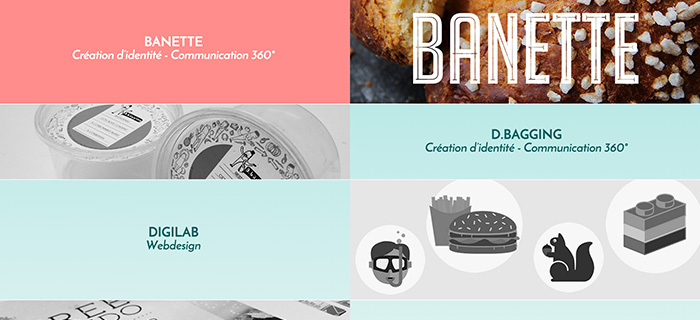 BANETTE
Création d'identité - Communication 360°
BANETTE
D.BAGGING
Création d'identité - Communication 360°
DIGILAB
Webdesign